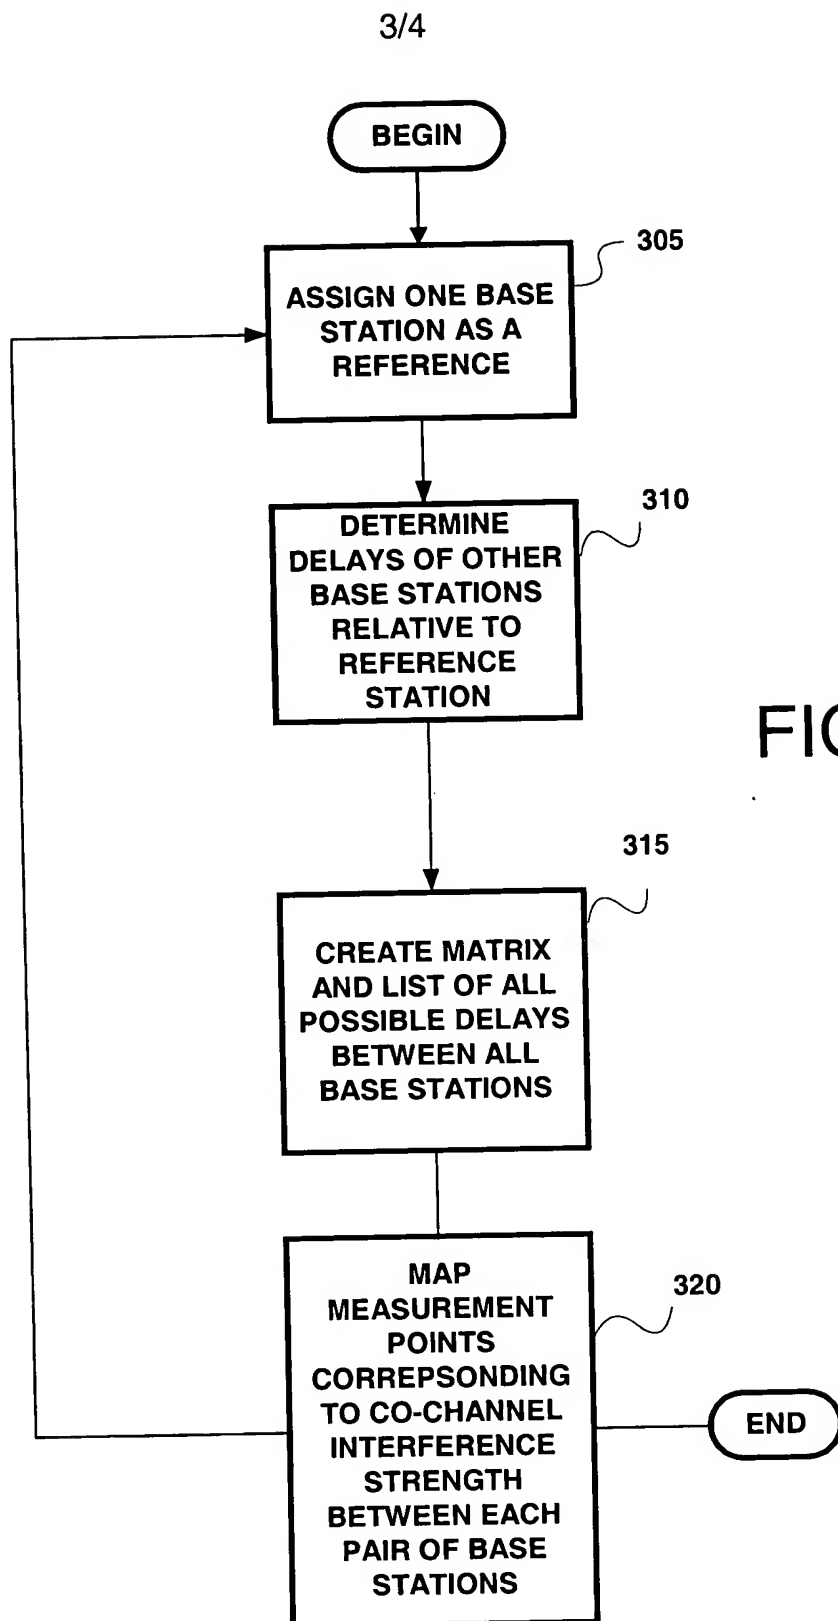 3/4
BEGIN
305
ASSIGN ONE BASE
STATION AS A
REFERENCE
310
DETERMINE
DELAYS OF OTHER
BASE STATIONS
RELATIVE TO
REFERENCE
STATION
FIG
315
CREATE MATRIX
AND LIST OF ALL
POSSIBLE DELAYS
BETWEEN ALL
BASE STATIONS
320
MAP
MEASUREMENT
POINTS
CORREPSONDING
TO CO-CHANNEL
INTERFERENCE
STRENGTH
BETWEEN EACH
PAIR OF BASE
STATIONS
END